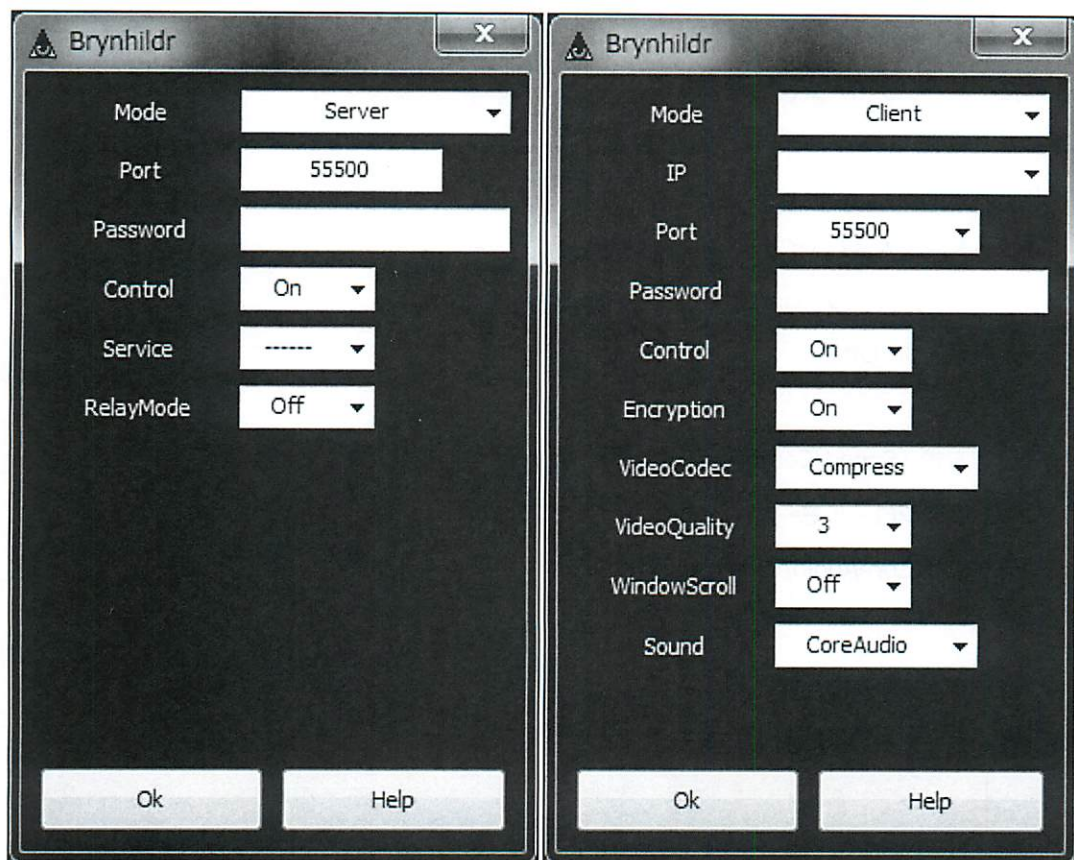 Brynhildr
X
Mode Server
Port 55500
Password
Control On
Service ------
RelayMode Off
Ok Help
Brynhildr
X
Mode Client
IP
Port 55500
Password
Control On
Encryption On
VideoCodec Compress
VideoQuality 3
WindowScroll Off
Sound CoreAudio
Ok Help